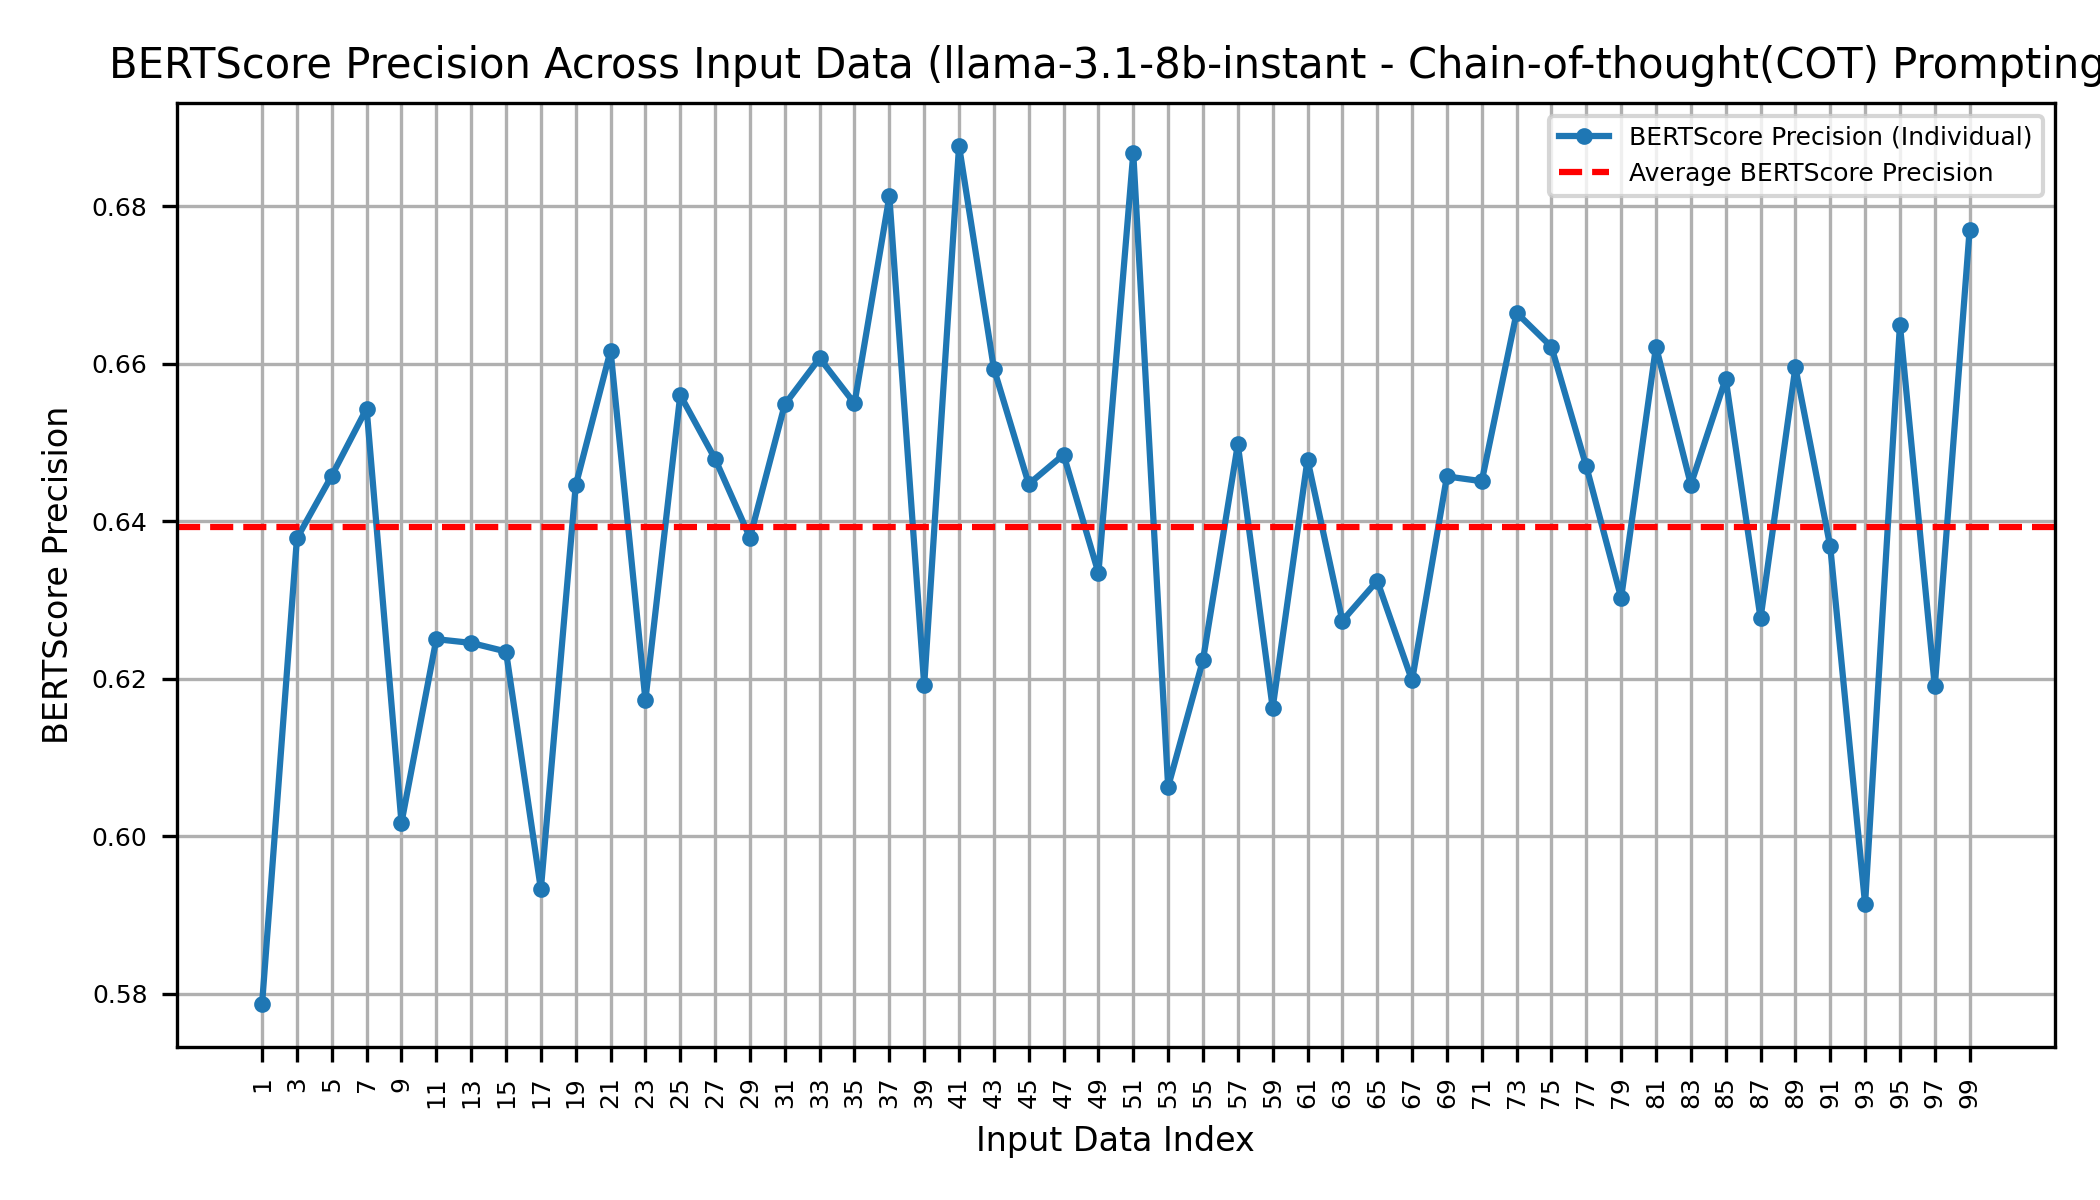 BERTScore Precision Across Input Data (llama-3.1-8b-instant - Chain-of-thought(COT) Prompting
BERTScore Precision (Individual)
Average BERTScore Precision
BERTScore Precision
0.68
0.66
0.64
0.62
0.60
0.58
1 3 5 7 9 11 13 15 17 19 21 23 25 27 29 31 33 35 37 39 41 43 45 47 49 51 53 55 57 59 61 63 65 67 69 71 73 75 77 79 81 83 85 87 89 91 93 95 97 99
Input Data Index